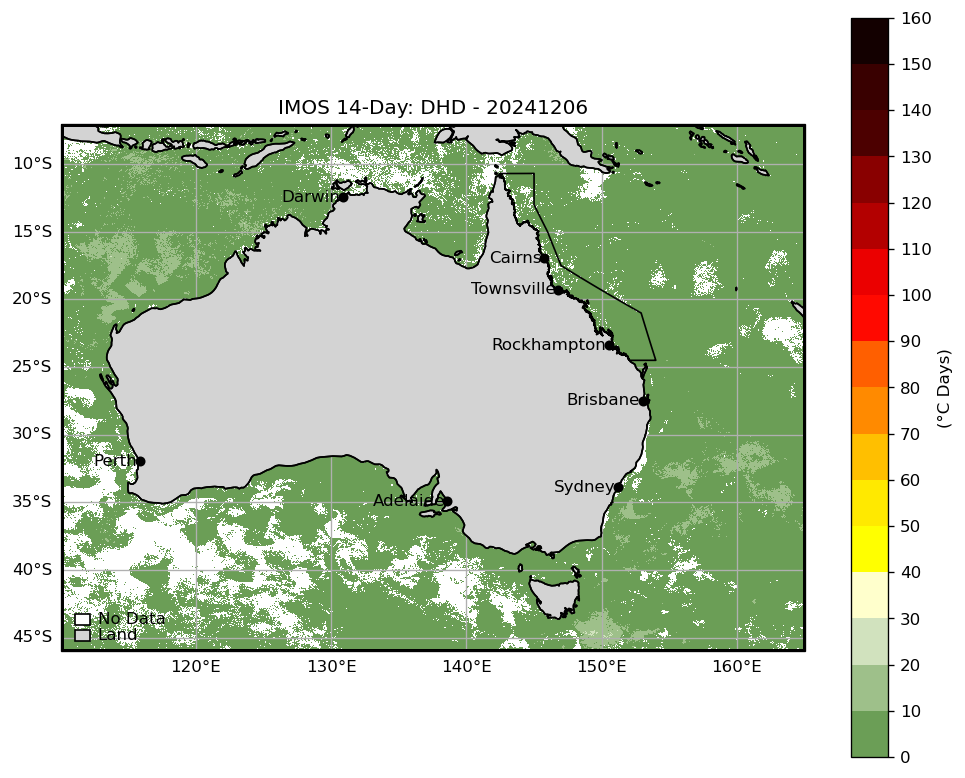 IMOS 14-Day: DHD - 20241206
10°S
15°S
20°S
25°S
30°S
35°S
40°S
45°S
Darwin
Cairns
Townsville
Rockhampton
Brisbane
Perth
Sydney
Adelaide
No Data
Land
120°E
130°E
140°E
150°E
160°E
160
150
140
130
120
110
100
90
80
70
60
50
40
30
20
10
0
(°C Days)